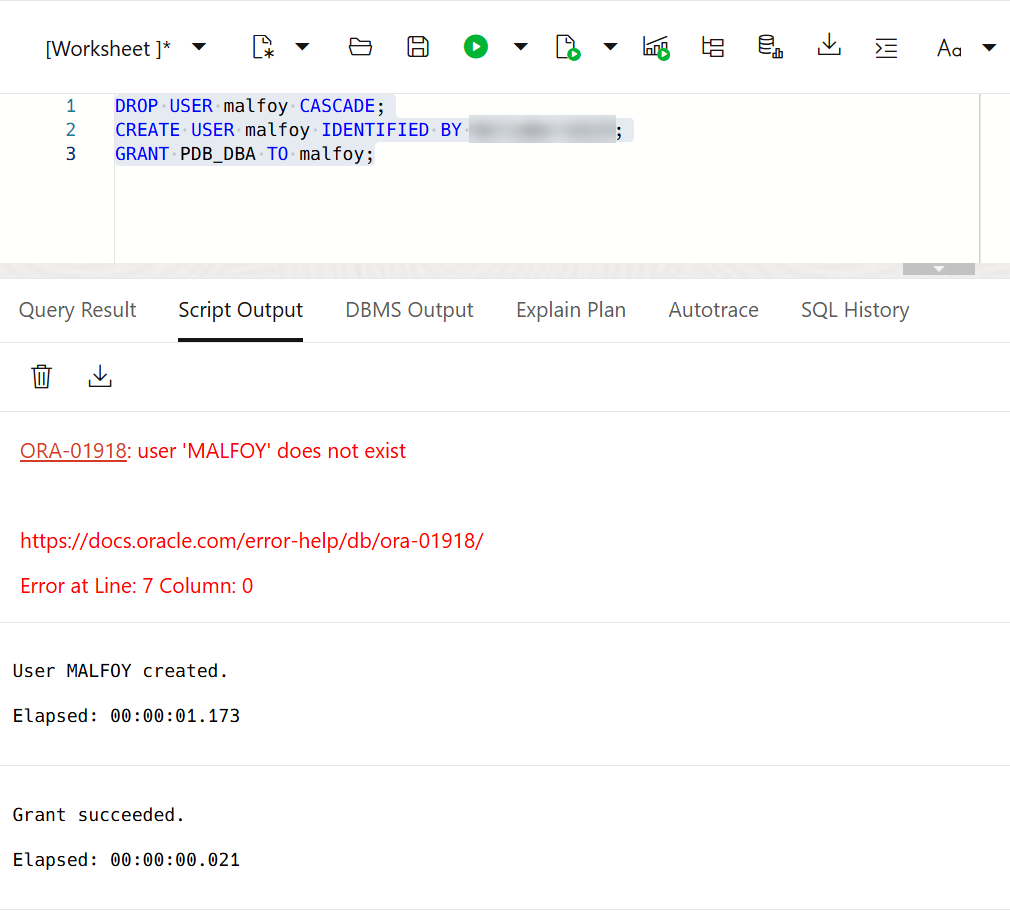 [Worksheet ]*
Aa
1 DROP USER malfoy CASCADE;
2 CREATE USER malfoy IDENTIFIED BY ;
3 GRANT PDB_DBA TO malfoy;
Query Result Script Output DBMS Output Explain Plan Autotrace SQL History
ORA-01918: user 'MALFOY' does not exist
https://docs.oracle.com/error-help/db/ora-01918/
Error at Line: 7 Column: 0
User MALFOY created.
Elapsed: 00:00:01.173
Grant succeeded.
Elapsed: 00:00:00.021